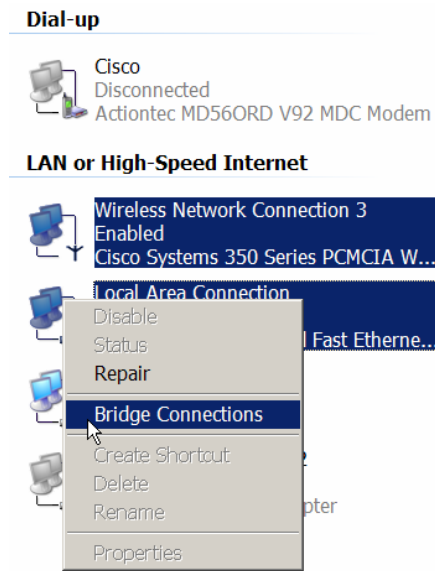 Dial-up
Cisco
Disconnected
Actiontec MD56ORD V92 MDC Modem
LAN or High-Speed Internet
Wireless Network Connection 3
Enabled
Cisco Systems 350 Series PCMCIA W...
Local Area Connection
Disable
Status
Fast Etherne...
Repair
Bridge Connections
Create Shortcut
2
Delete
Rename
pter
Properties